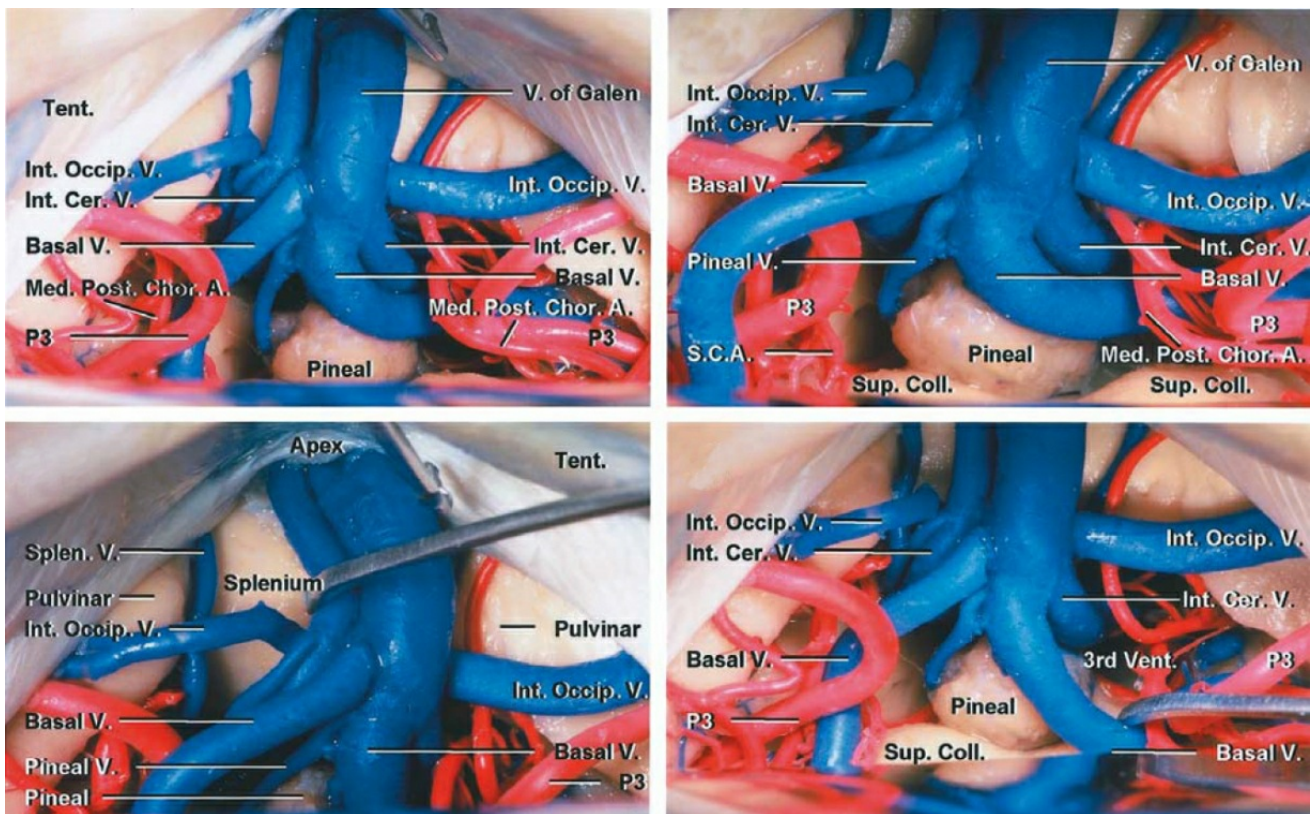 V. of Galen
Tent.
Int. Occip. V.
Int. Occip. V.
Int. Cer. V.
Basal V.
Int. Cer. V.
Basal V.
Med. Post. Chor. A.
Med. Post. Chor. A.
P3
P3
Pineal
V. of Galen
Int. Occip. V.
Int. Cer. V.
Basal V.
Int. Occip. V.
Int. Cer. V.
Pineal V.
Basal V.
P3
P3
S.C.A.
Pineal
Med. Post. Chor. A.
Sup. Coll.
Sup. Coll.
Apex
Tent.
Splen. V.
Splenium
Pulvinar
Int. Occip. V.
Pulvinar
Int. Occip. V.
Basal V.
Basal V.
Pineal V.
P3
Pineal
Int. Occip. V.
Int. Occip. V.
Int. Cer. V.
Int. Cer. V.
Basal V.
3rd Vent.
P3
Pineal
P3
Sup. Coll.
Basal V.